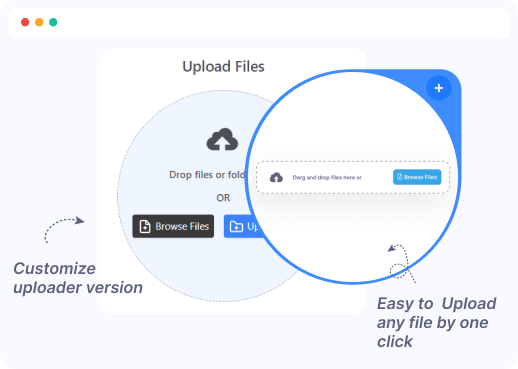 Upload Files
Drop files or fold
OR
Browse Files
Darg and drop files here or
Browse Files
Customize
uploader version
Easy to Upload
any file by one
click